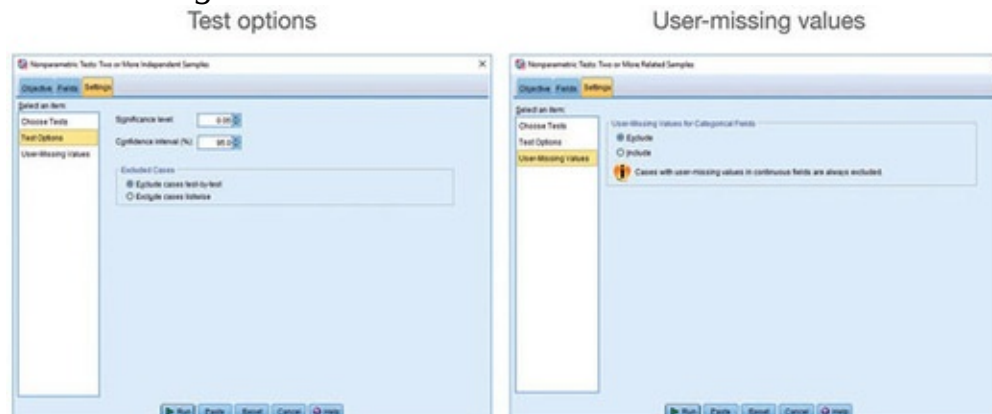 Test options
User-missing values
Nonparametric Tests: Two or More Independent Samples
Objective Fields Settings
Select an item:
Choose Tests
Test Options
User-Missing Values
Significance level: 0.05
Confidence interval (%): 95.0
Excluded Cases
Exclude cases test-by-test
Exclude cases listwise
Run Paste Reset Cancel Help
Nonparametric Tests: Two or More Related Samples
Objective Fields Settings
Select an item:
Choose Tests
Test Options
User-Missing Values
User-Missing Values for Categorical Fields
Exclude
Include
Cases with user-missing values in continuous fields are always excluded.
Run Paste Reset Cancel Help